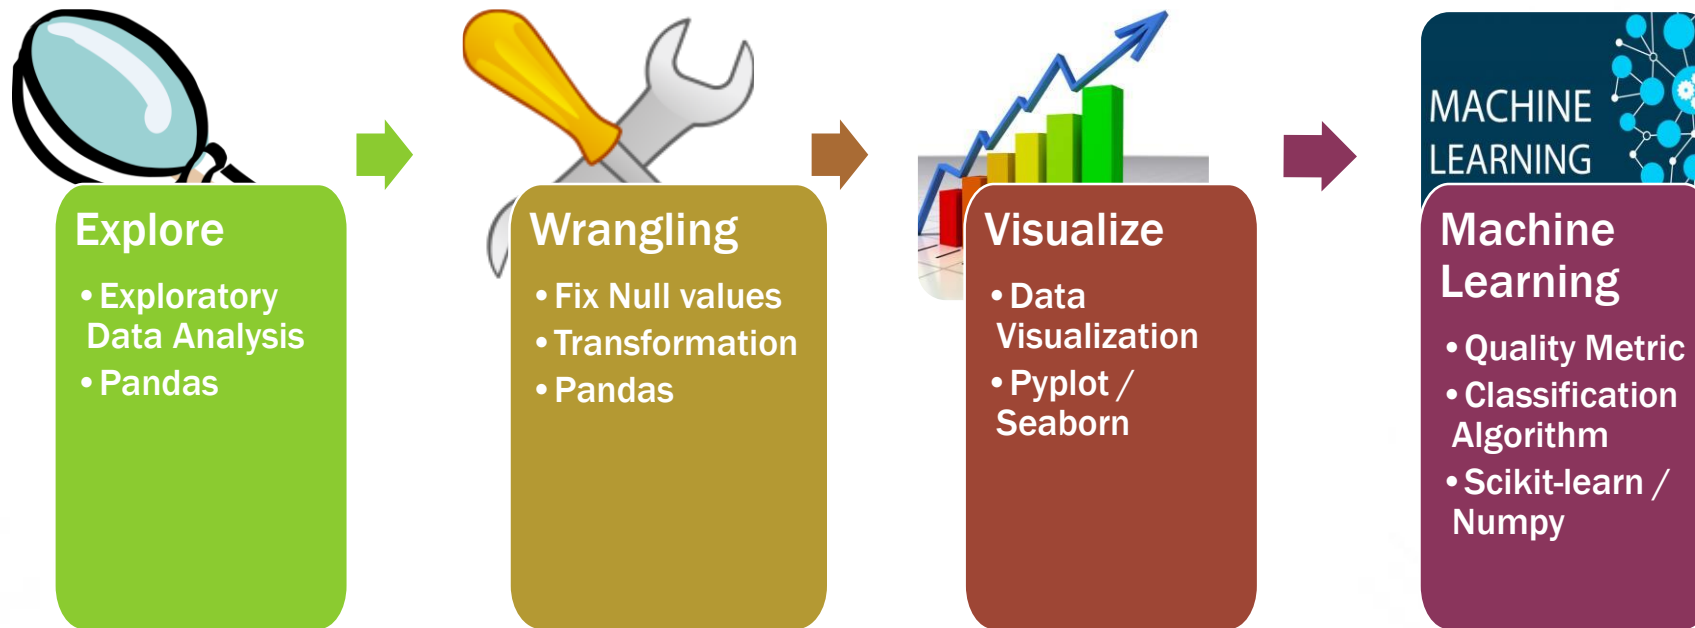 Explore
• Exploratory
Data Analysis
• Pandas
Wrangling
• Fix Null values
• Transformation
• Pandas
Visualize
• Data
Visualization
• Pyplot /
Seaborn
MACHINE
LEARNING
Machine
Learning
• Quality Metric
• Classification
Algorithm
• Scikit-learn /
Numpy